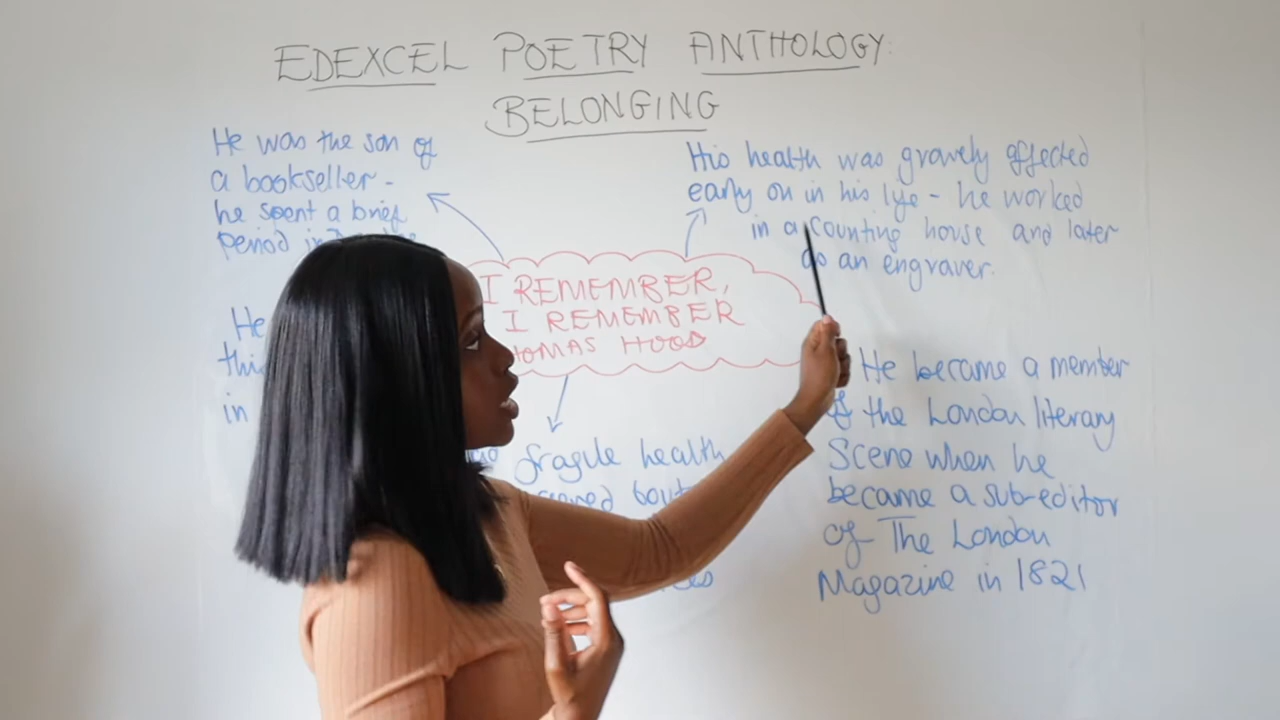 EDEXCEL POETRY ANTHOLOGY:
BELONGING
He was the son of
a bookseller -
he spent a brief
period in
His health was gravely affected
early on in his life - he worked
in a counting house and later
as an engraver.
I REMEMBER,
I REMEMBER
THOMAS HOOD
He
in
fragile health
He became a member
of the London literary
Scene when he
became a sub-editor
of The London
Magazine in 1821